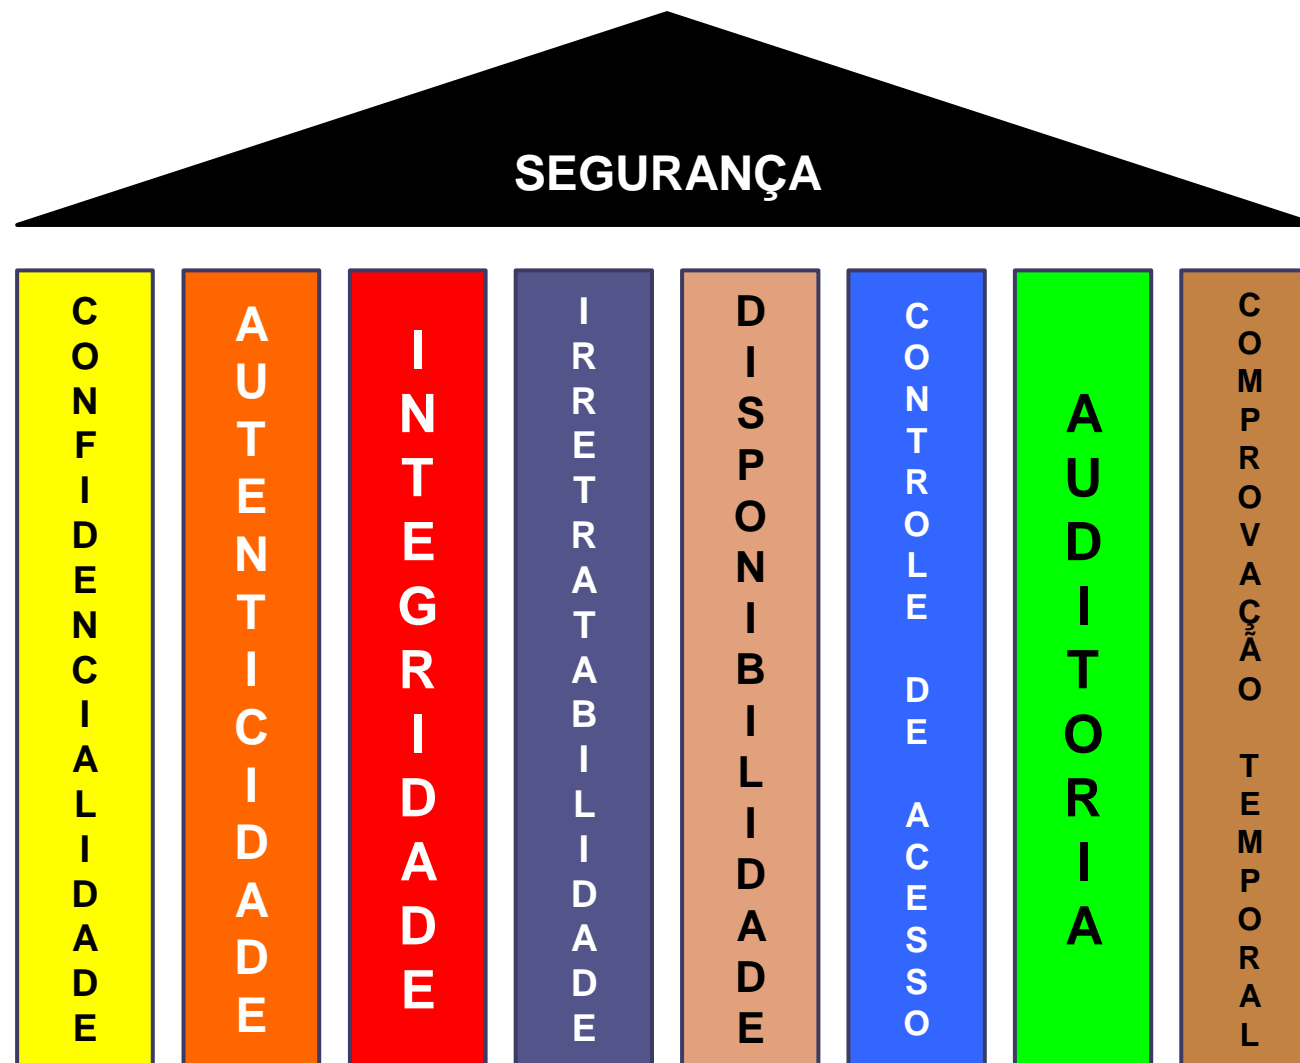 SEGURANÇA
CONFIDENCIALIDADE
AUTENTICIDADE
INTEGRIDADE
IRRETRATABILIDADE
DISPONIBILIDADE
CONTROLE DE ACESSO
AUDITORIA
COMPROVAÇÃO TEMPORAL